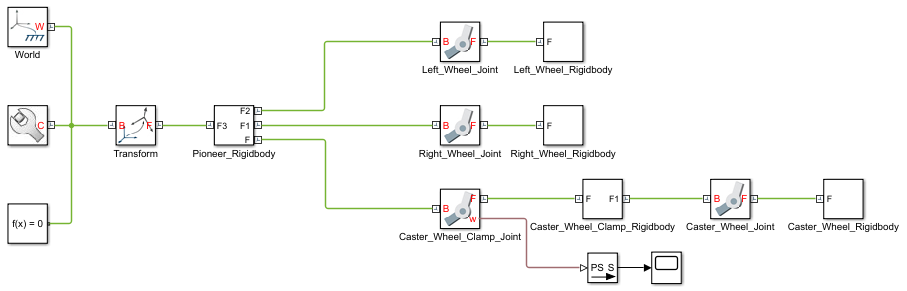 W
World
B F
Left_Wheel_Joint
F
Left_Wheel_Rigidbody
C
B F
Transform
F3 F2
F1
F
Pioneer_Rigidbody
B F
Right_Wheel_Joint
F
Right_Wheel_Rigidbody
f(x) = 0
B F
w
Caster_Wheel_Clamp_Joint
F F1
Caster_Wheel_Clamp_Rigidbody
B F
Caster_Wheel_Joint
F
Caster_Wheel_Rigidbody
PS S